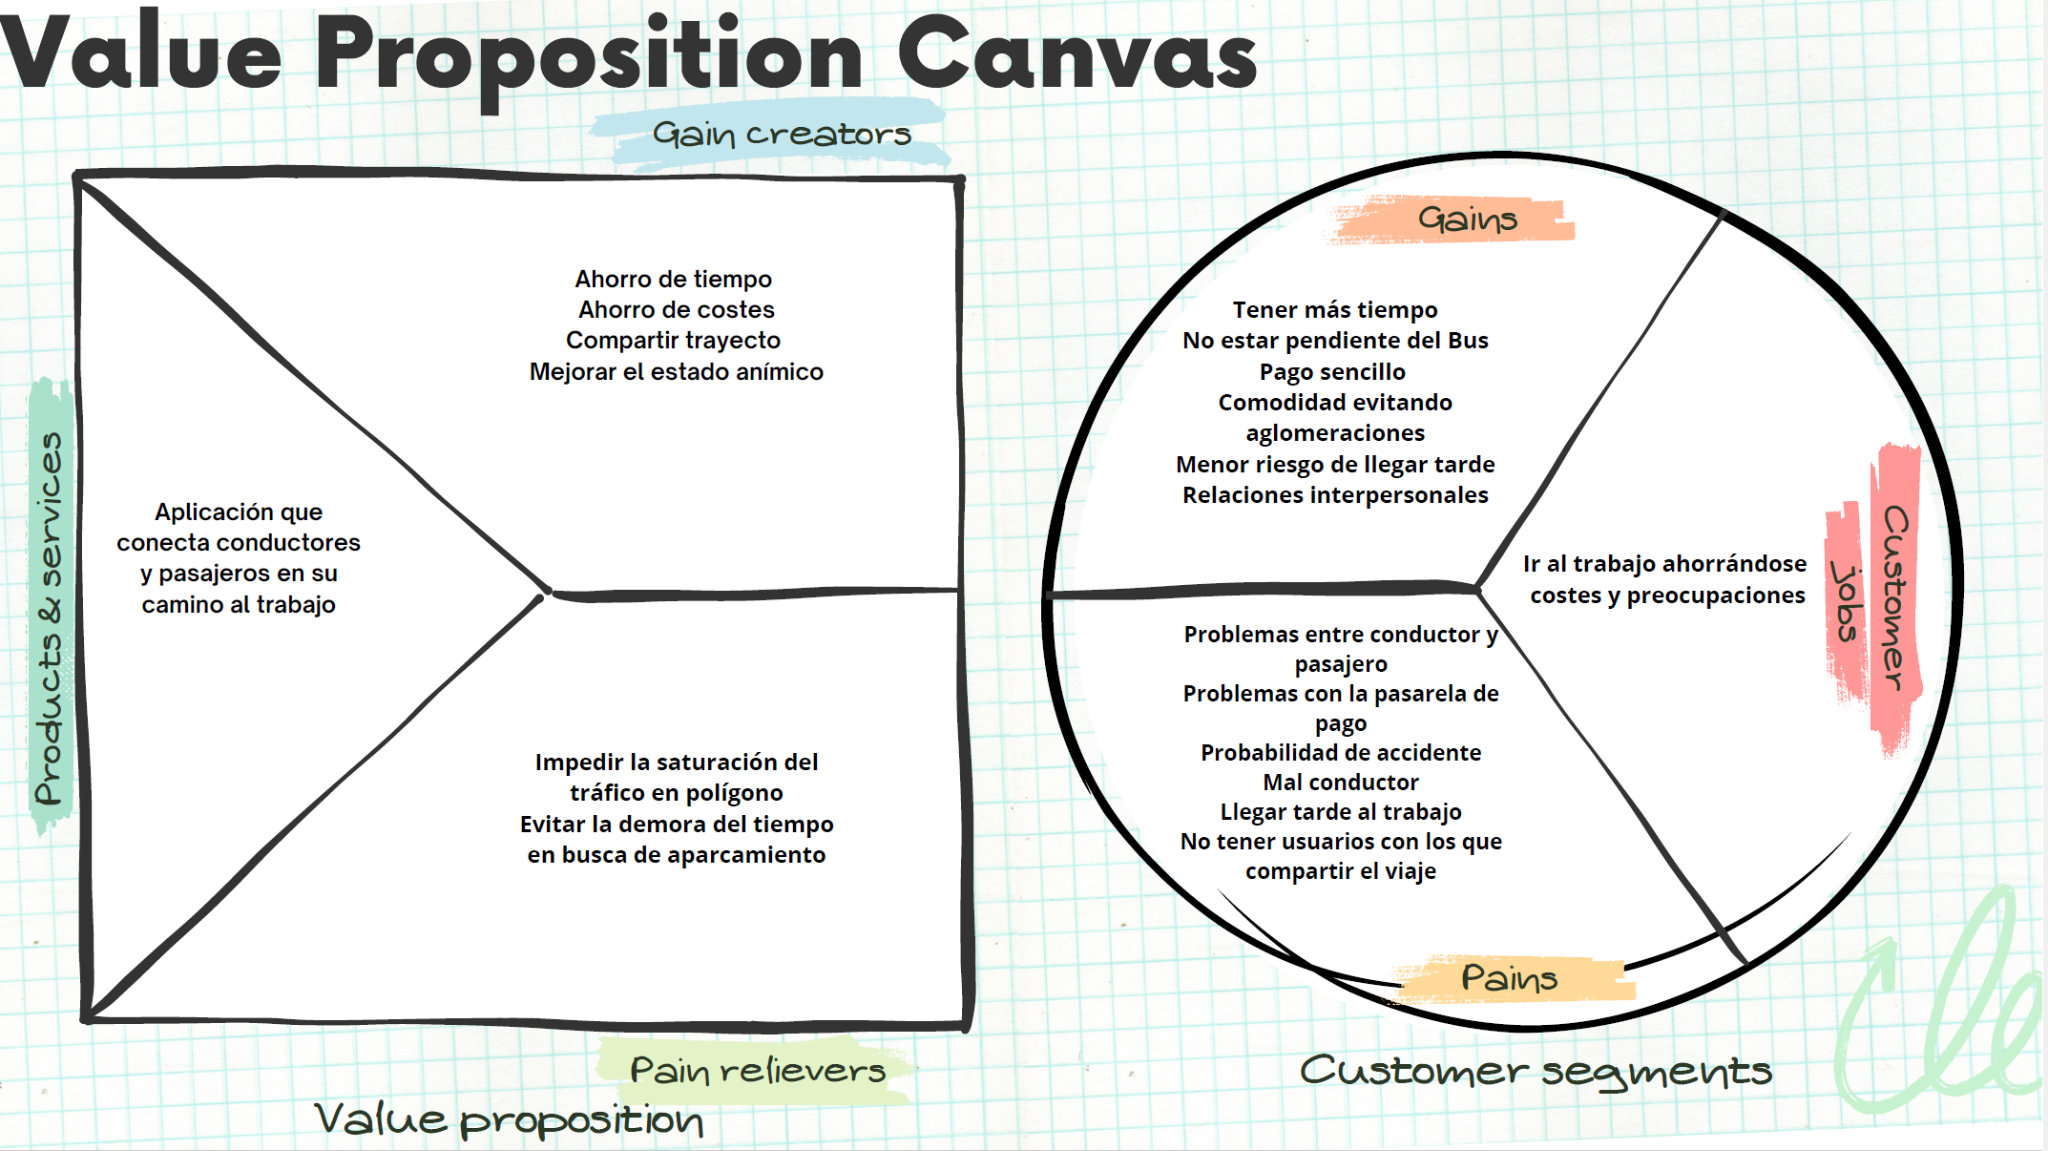 Value Proposition Canvas
Gain creators
Ahorro de tiempo
Ahorro de costes
Compartir trayecto
Mejorar el estado anímico
Products & services
Aplicación que
conecta conductores
y pasajeros en su
camino al trabajo
Impedir la saturación del
tráfico en polígono
Evitar la demora del tiempo
en busca de aparcamiento
Pain relievers
Value proposition
Gains
Tener más tiempo
No estar pendiente del Bus
Pago sencillo
Comodidad evitando
aglomeraciones
Menor riesgo de llegar tarde
Relaciones interpersonales
Ir al trabajo ahorrándose
costes y preocupaciones
Customer
jobs
Problemas entre conductor y
pasajero
Problemas con la pasarela de
pago
Probabilidad de accidente
Mal conductor
Llegar tarde al trabajo
No tener usuarios con los que
compartir el viaje
Pains
Customer segments